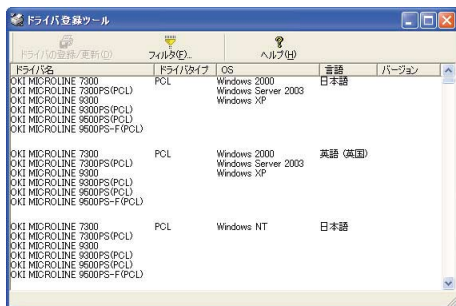 ドライバ登録ツール
ドライバの登録/更新(D) フィルタ(F).. ヘルプ(H)
ドライバ名 ドライバタイプ OS 言語 バージョン
OKI MICROLINE 7300 PCL Windows 2000 日本語
OKI MICROLINE 7300PS(PCL) Windows Server 2003
OKI MICROLINE 9300 Windows XP
OKI MICROLINE 9300PS(PCL)
OKI MICROLINE 9500PS(PCL)
OKI MICROLINE 9500PS-F(PCL)
OKI MICROLINE 7300 PCL Windows 2000 英語 (英国)
OKI MICROLINE 7300PS(PCL) Windows Server 2003
OKI MICROLINE 9300 Windows XP
OKI MICROLINE 9300PS(PCL)
OKI MICROLINE 9500PS(PCL)
OKI MICROLINE 9500PS-F(PCL)
OKI MICROLINE 7300 PCL Windows NT 日本語
OKI MICROLINE 7300PS(PCL)
OKI MICROLINE 9300
OKI MICROLINE 9300PS(PCL)
OKI MICROLINE 9500PS(PCL)
OKI MICROLINE 9500PS-F(PCL)